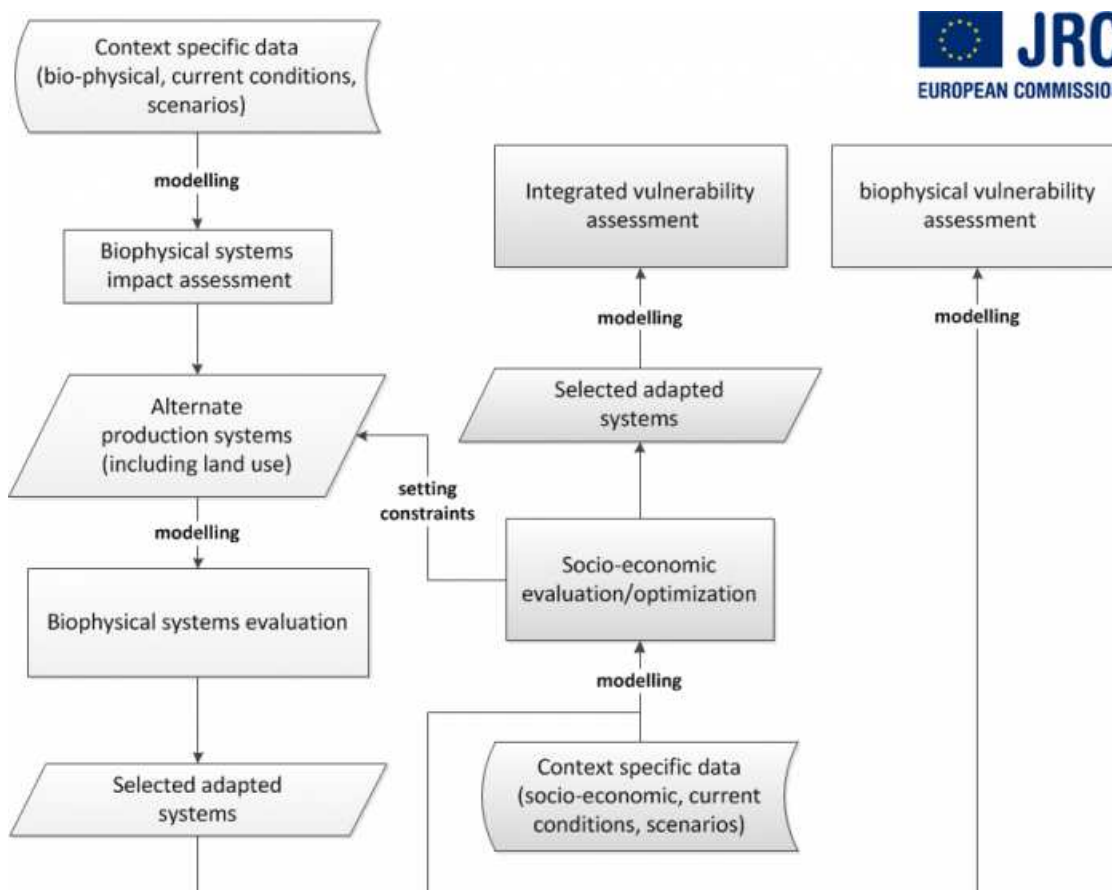 Context specific data
(bio-physical, current conditions,
scenarios)
JRC
EUROPEAN COMMISSIO
modelling
Biophysical systems
impact assessment
Integrated vulnerability
assessment
biophysical vulnerability
assessment
modelling
modelling
Alternate
production systems
(including land use)
Selected adapted
systems
setting
constraints
modelling
Socio-economic
evaluation/optimization
Biophysical systems evaluation
modelling
Selected adapted
systems
Context specific data
(socio-economic, current
conditions, scenarios)